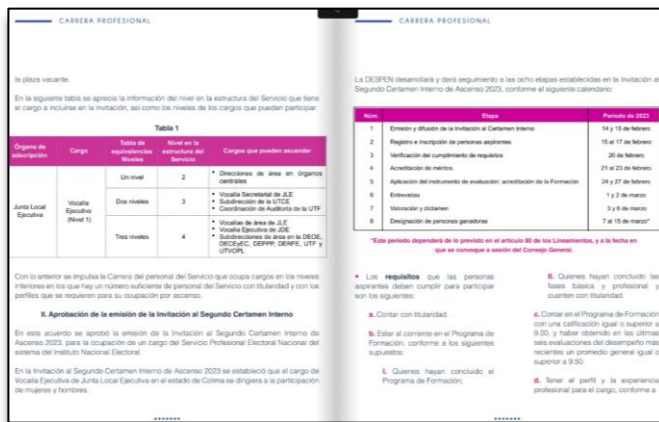 CARRERA PROFESIONAL
la plaza vacante.
En la siguiente tabla se aprecia la información del nivel en la estructura del Servicio que tiene
el cargo a incluirse en la invitación, así como los niveles de los cargos que pueden participar.
Tabla 1
Órgano de adscripción
Cargo
Tabla de equivalencias Niveles
Nivel en la estructura del Servicio
Cargos que pueden ascender
Junta Local Ejecutiva
Vocalía Ejecutiva (Nivel 1)
Un nivel
2
• Direcciones de área en órganos centrales
Dos niveles
3
• Vocalía Secretarial de JLE
• Subdirección de la UTCE
• Coordinación de Auditoría de la UTF
Tres niveles
4
• Vocalías de área de JLE
• Vocalía Ejecutiva de JDE
• Subdirecciones de área en la DEOE,
DECEyEC, DEPPP, DERFE, UTF y
UTVOPL
Con lo anterior se impulsa la Carrera del personal del Servicio que ocupa cargos en los niveles
inferiores en los que hay un número suficiente de personal del Servicio con titularidad y con los
perfiles que se requieren para su ocupación por ascenso.
II. Aprobación de la emisión de la Invitación al Segundo Certamen Interno
En este acuerdo se aprobó la emisión de la Invitación al Segundo Certamen Interno de
Ascenso 2023, para la ocupación de un cargo del Servicio Profesional Electoral Nacional del
sistema del Instituto Nacional Electoral.
En la Invitación al Segundo Certamen Interno de Ascenso 2023 se estableció que el cargo de
Vocalía Ejecutiva de Junta Local Ejecutiva en el estado de Colima se dirigiera a la participación
de mujeres y hombres.
CARRERA PROFESIONAL
La DESPEN desarrollará y dará seguimiento a las ocho etapas establecidas en la Invitación al
Segundo Certamen Interno de Ascenso 2023, conforme al siguiente calendario:
Núm. Etapa Periodo de 2023
1 Emisión y difusión de la Invitación al Certamen Interno 14 y 15 de febrero
2 Registro e inscripción de personas aspirantes 15 al 17 de febrero
3 Verificación del cumplimiento de requisitos 20 de febrero
4 Acreditación de méritos 21 al 23 de febrero
5 Aplicación del instrumento de evaluación: acreditación de la Formación 24 y 27 de febrero
6 Entrevistas 1 y 2 de marzo
7 Valoración y dictamen 3 y 6 de marzo
8 Designación de personas ganadoras 7 al 15 de marzo*
*Este periodo dependerá de lo previsto en el artículo 80 de los Lineamientos, y a la fecha en
que se convoque a sesión del Consejo General.
• Los requisitos que las personas
aspirantes deben cumplir para participar
son los siguientes:
a. Contar con titularidad.
b. Estar al corriente en el Programa de
Formación, conforme a los siguientes
supuestos:
I. Quienes hayan concluido el
Programa de Formación;
II. Quienes hayan concluido las
fases básica y profesional y
cuenten con titularidad.
c. Contar en el Programa de Formación
con una calificación igual o superior a
9.00, y haber obtenido en las últimas
seis evaluaciones del desempeño más
recientes un promedio general igual o
superior a 9.50.
d. Tener el perfil y la experiencia
profesional para el cargo, conforme a